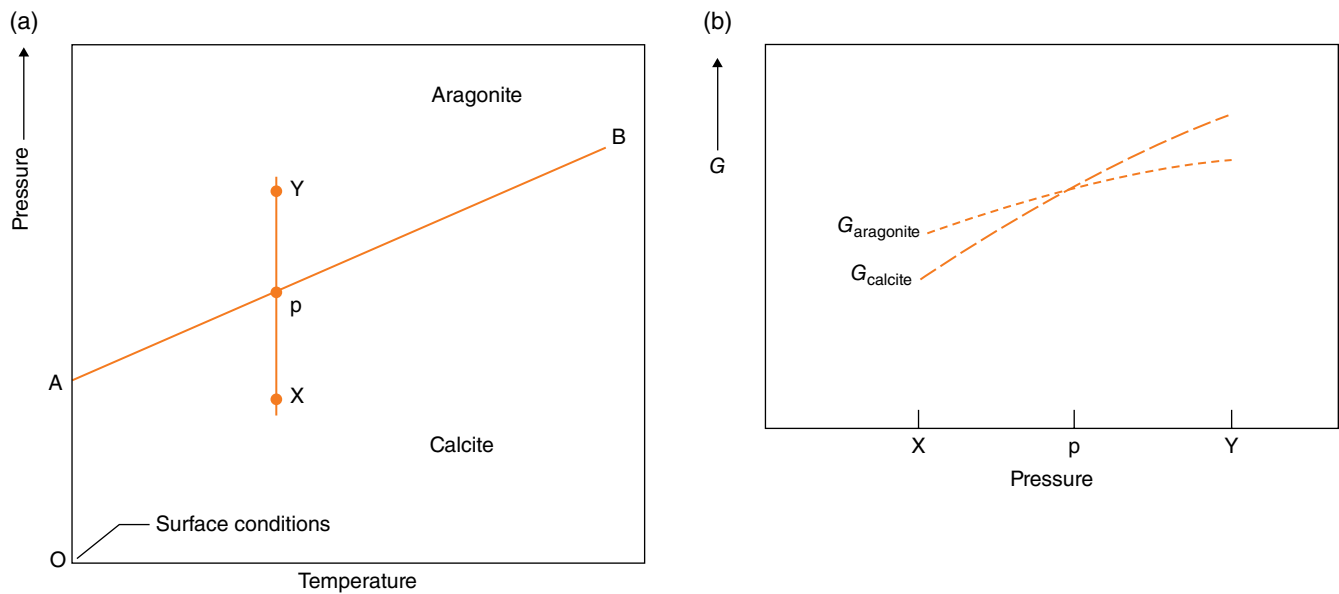 (a)
Pressure
Aragonite
B
Y
p
A
X
Calcite
Surface conditions
O
Temperature
(b)
G
Garagonite
Gcalcite
X p Y
Pressure